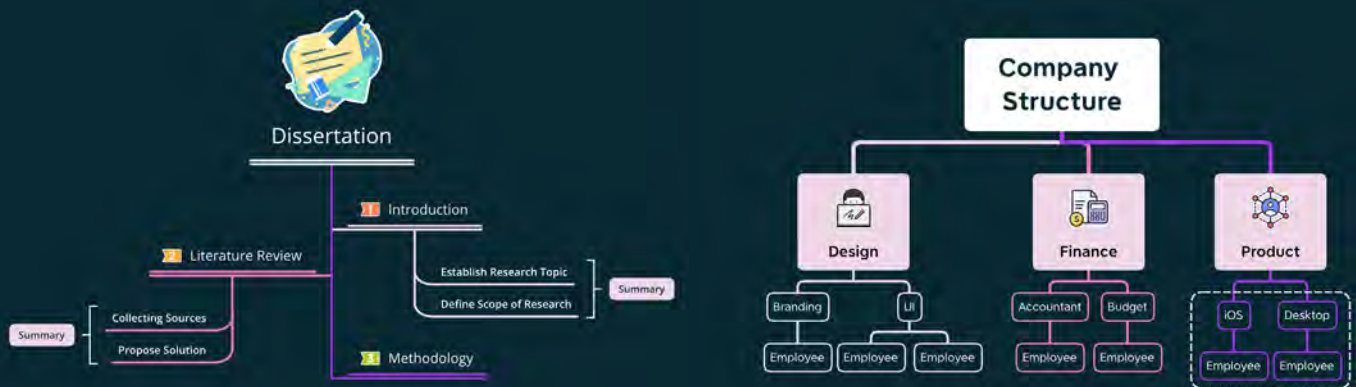 Dissertation
1 Introduction
Establish Research Topic
Define Scope of Research
Summary
2 Literature Review
Collecting Sources
Propose Solution
Summary
3 Methodology
Company
Structure
Design
Finance
Product
Branding
UI
Accountant
Budget
iOS
Desktop
Employee
Employee
Employee
Employee
Employee
Employee
Employee